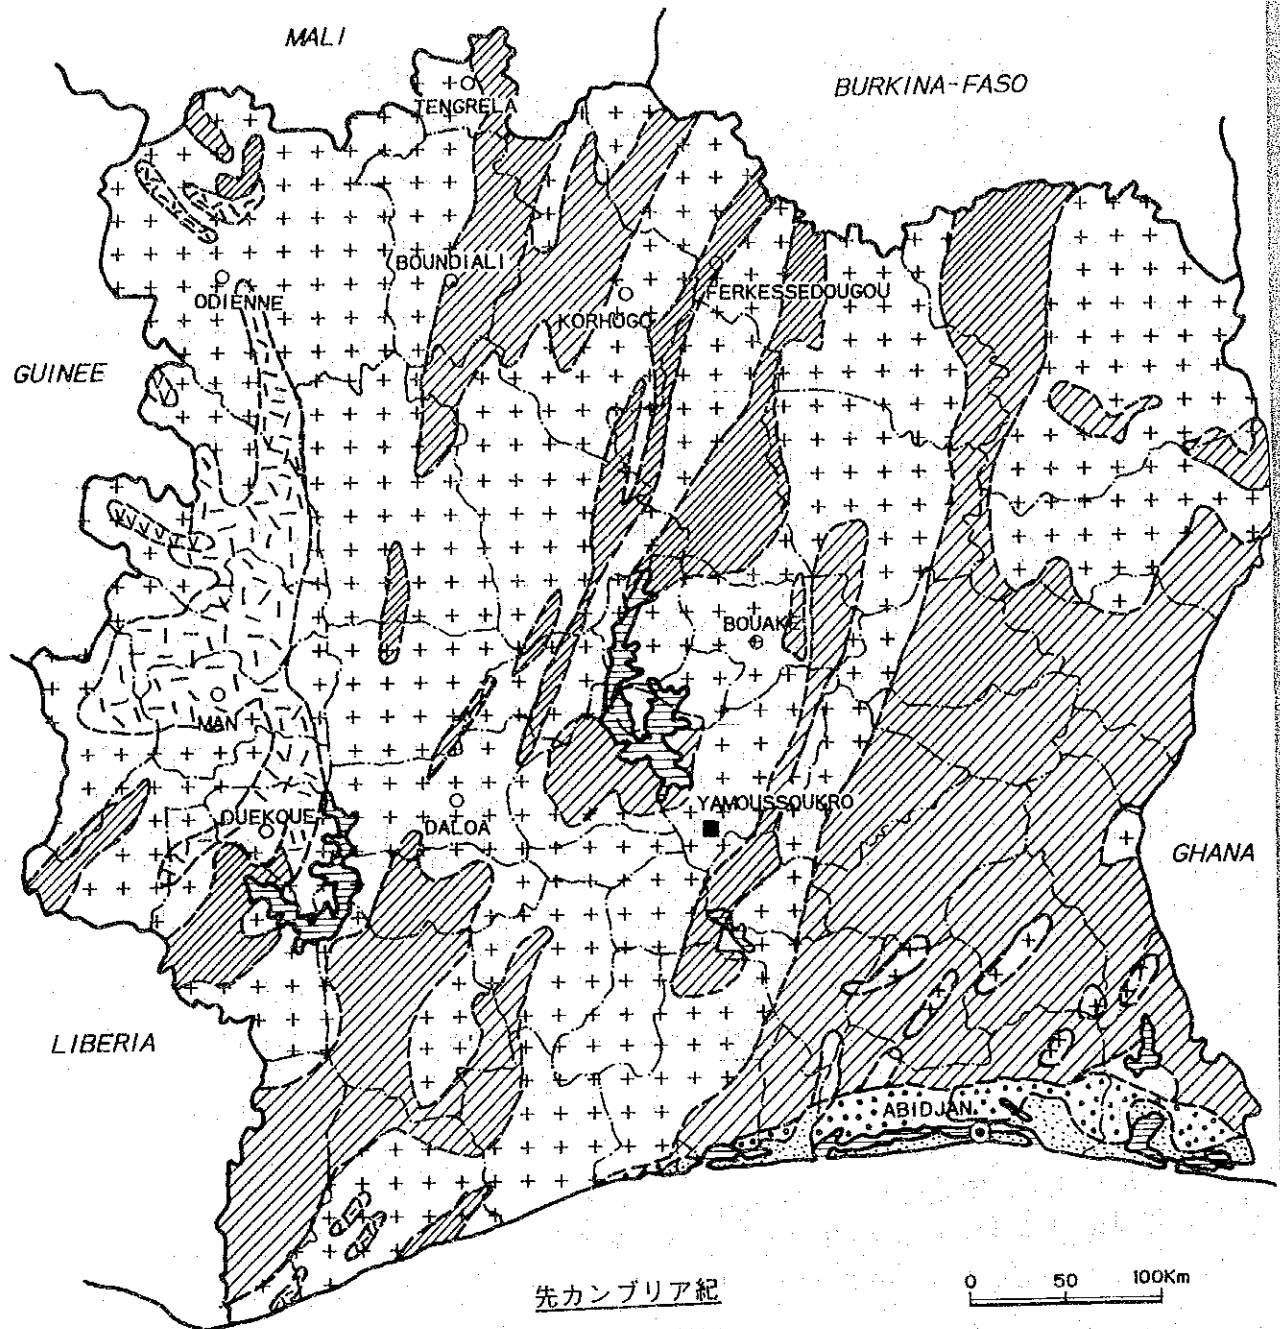 MALI
BURKINA-FASO
TENGRELA
BOUNDIALI
ODIENNE
FERKESSEDOUGOU
KORHOGO
GUINEE
BOUAKE
MAN
YAMOUSSOUKRO
DUEKOUE
DALOA
GHANA
LIBERIA
ABIDJAN
先カンブリア紀
0 50 100Km